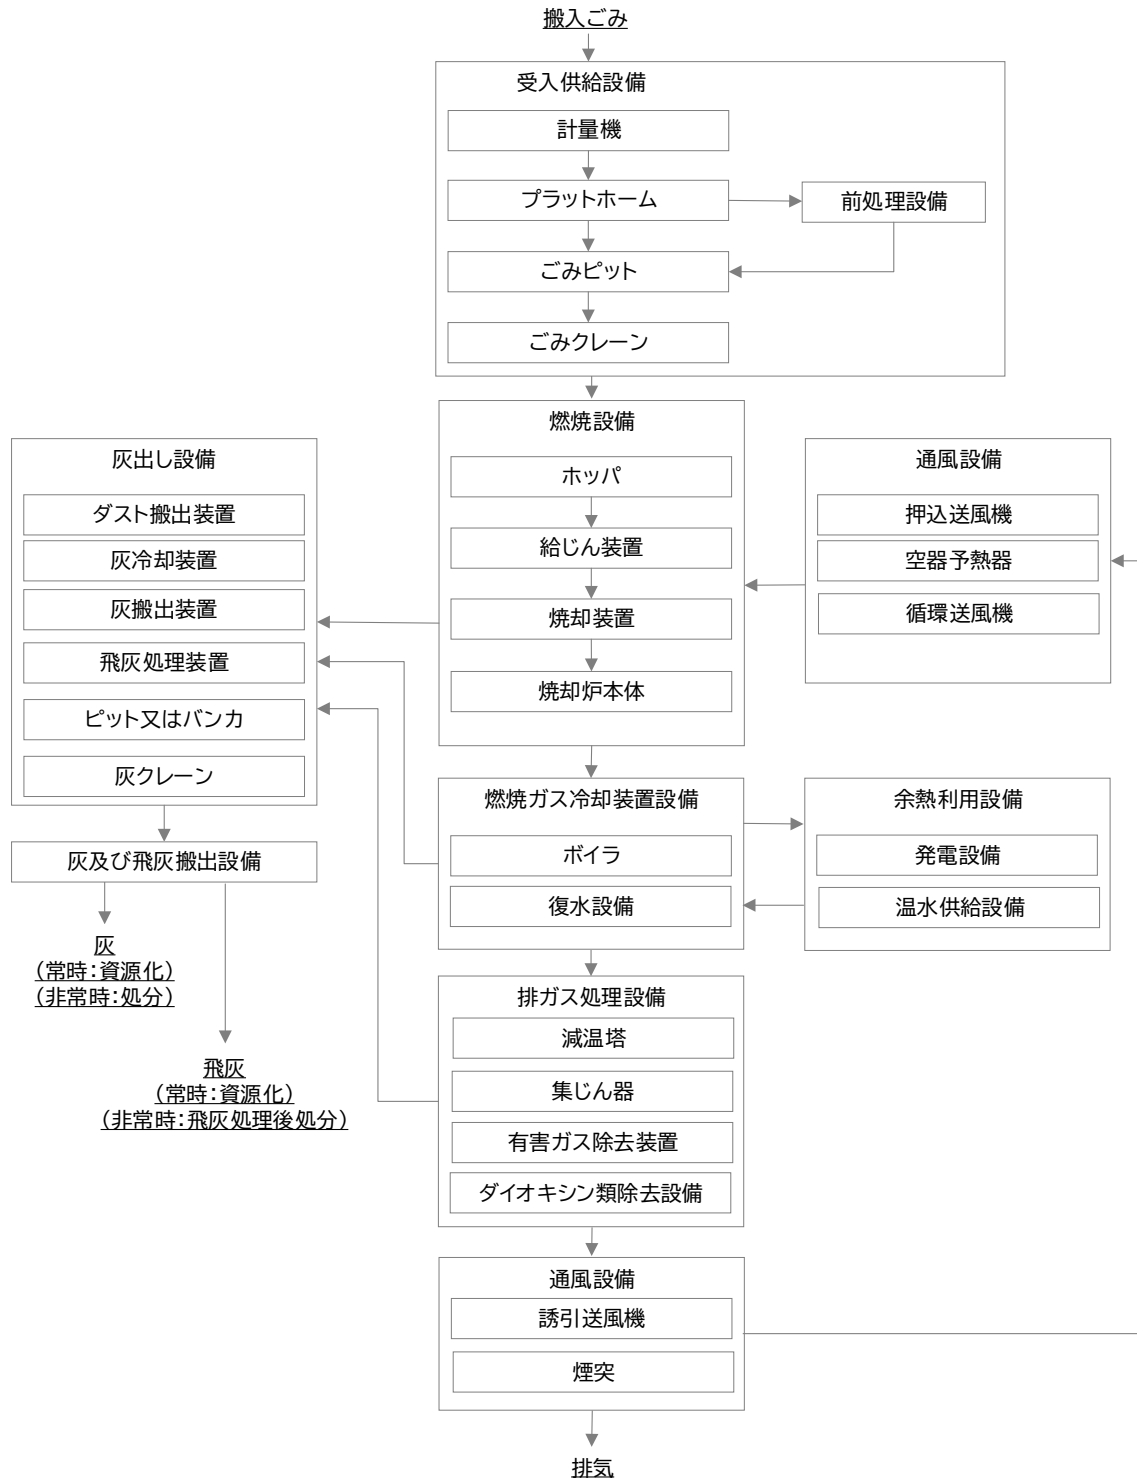 搬入ごみ
受入供給設備
計量機
プラットホーム
前処理設備
ごみピット
ごみクレーン
燃焼設備
ホッパ
給じん装置
焼却装置
焼却炉本体
灰出し設備
ダスト搬出装置
灰冷却装置
灰搬出装置
飛灰処理装置
ピット又はバンカ
灰クレーン
通風設備
押込送風機
空器予熱器
循環送風機
燃焼ガス冷却装置設備
ボイラ
復水設備
余熱利用設備
発電設備
温水供給設備
灰及び飛灰搬出設備
灰
（常時：資源化）
（非常時：処分）
飛灰
（常時：資源化）
（非常時：飛灰処理後処分）
排ガス処理設備
減温塔
集じん器
有害ガス除去装置
ダイオキシン類除去設備
通風設備
誘引送風機
煙突
排気